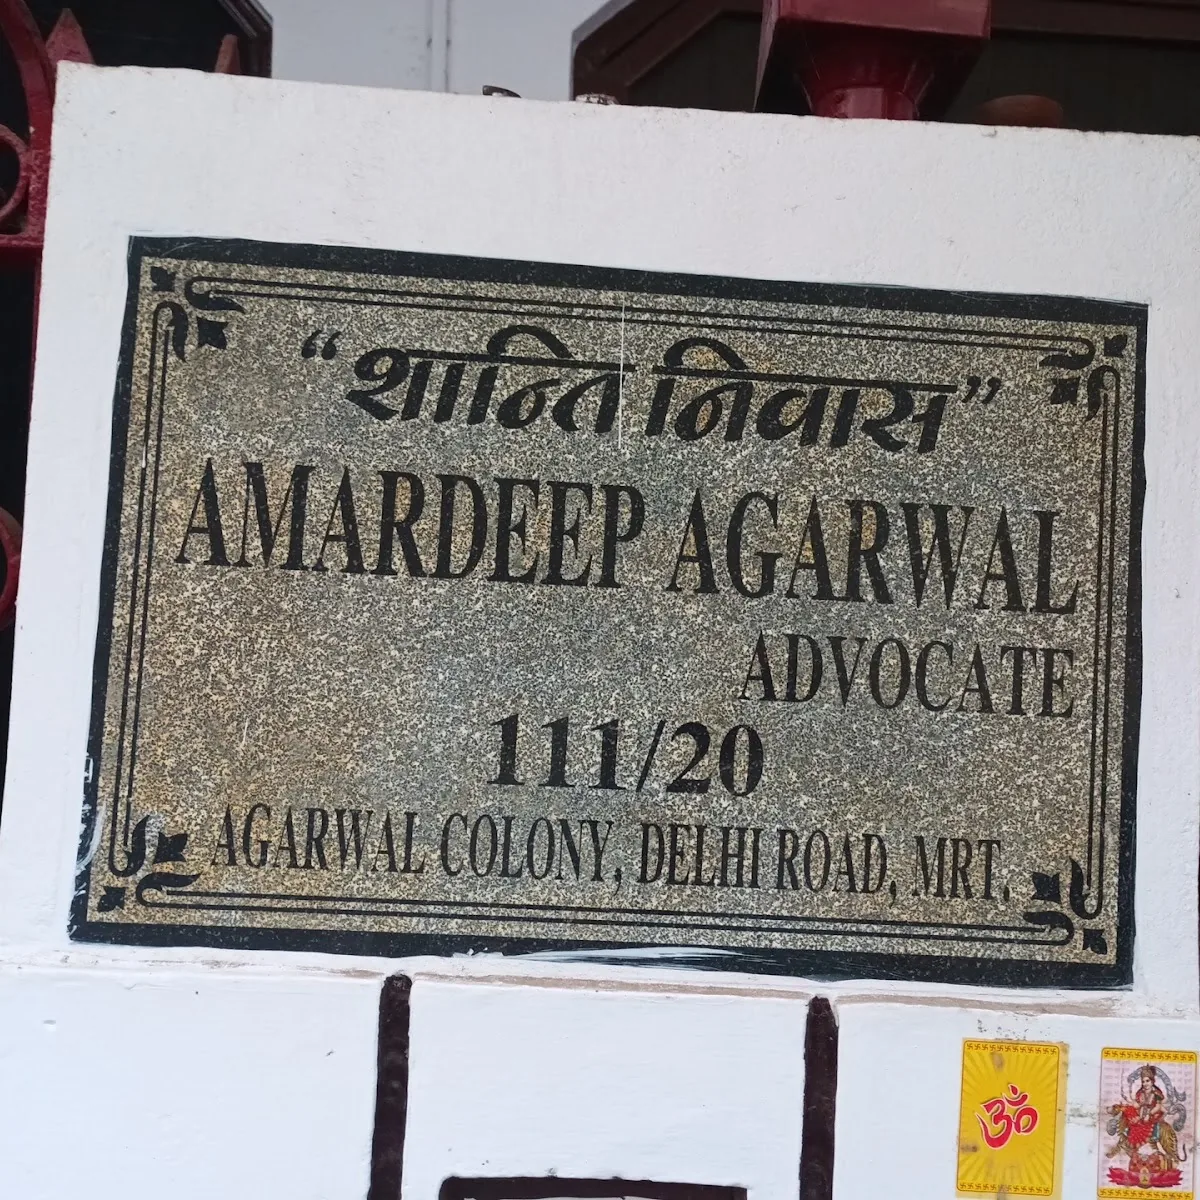 “शान्ति निवास”
AMARDEEP AGARWAL
ADVOCATE
111/20
AGARWAL COLONY, DELHI ROAD, MRT.
ॐ